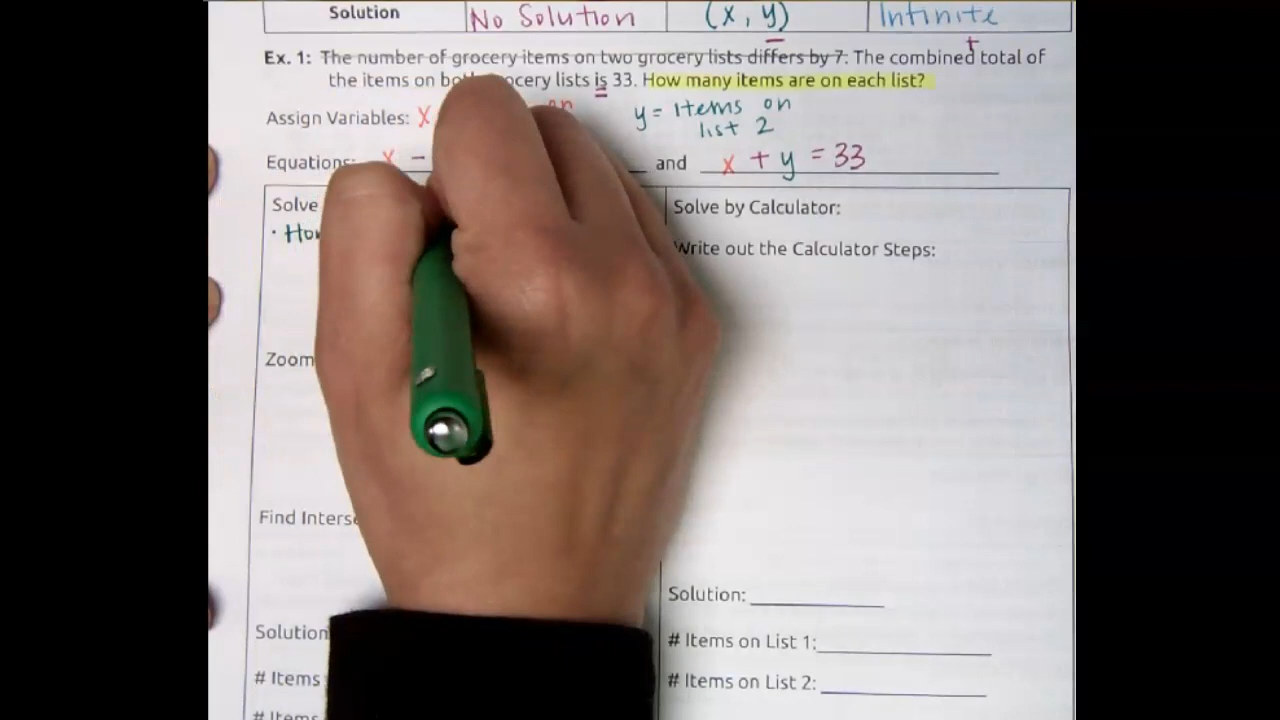 Solution No Solution (x, y) Infinite
Ex. 1: The number of grocery items on two grocery lists differs by 7. The combined total of
the items on grocery lists is 33. How many items are on each list?
Assign Variables: x on y = items on
list 2
Equations: x - and x + y = 33
Solve Solve by Calculator:
Write out the Calculator Steps:
Zoom
Find
Solution
Solution:
# Items on List 1:
# Items # Items on List 2:
# Items